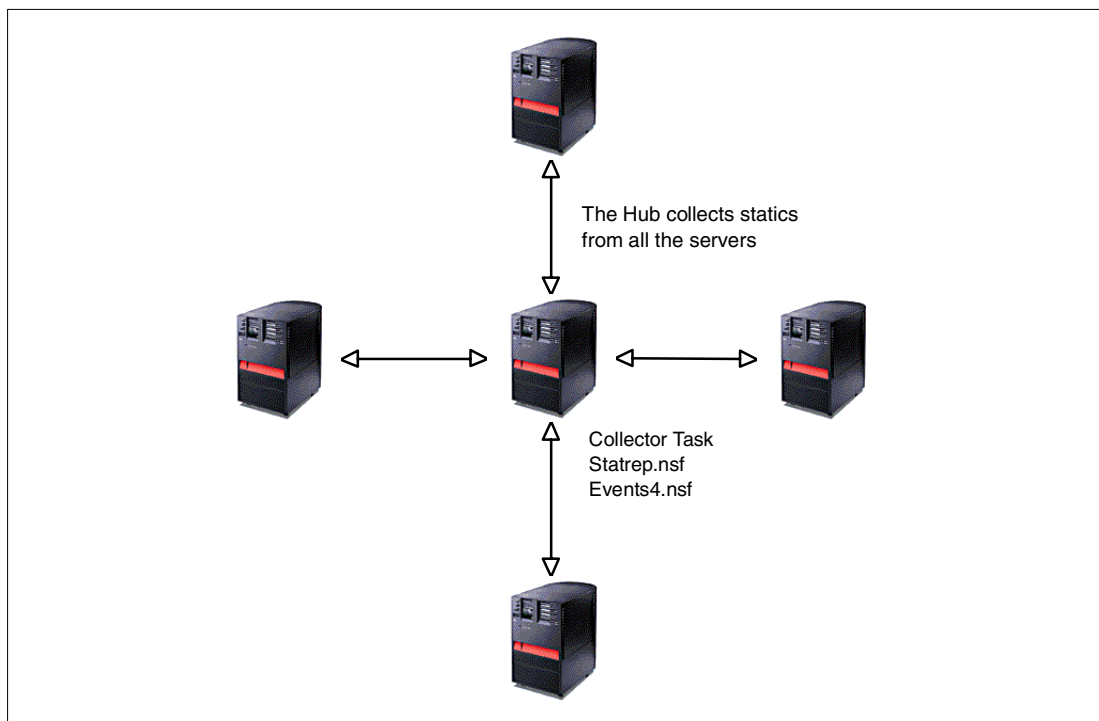 The Hub collects statics
from all the servers
Collector Task
Statrep.nsf
Events4.nsf